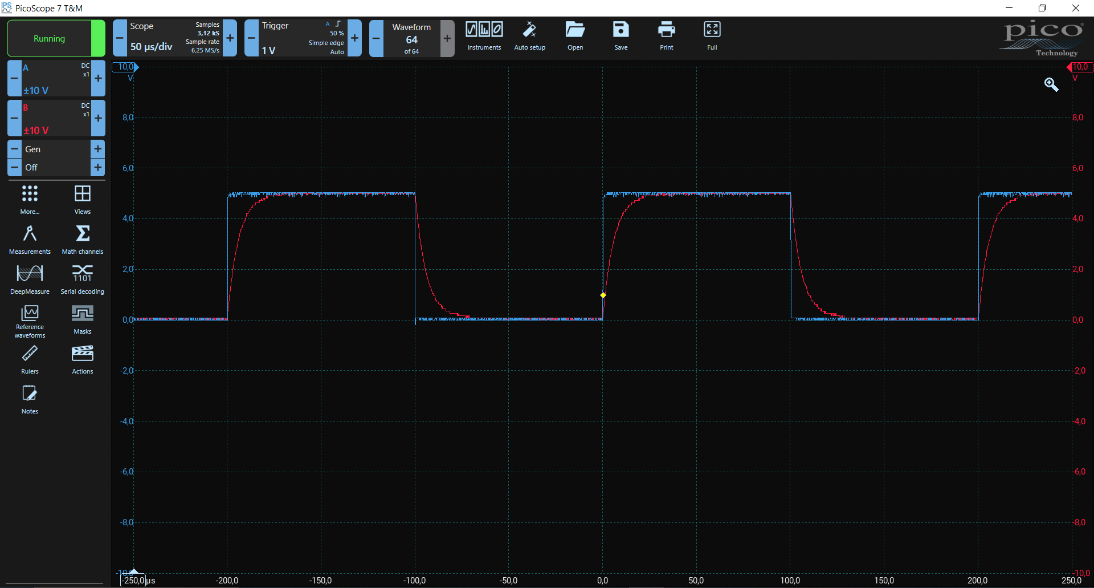 PicoScope 7 T&M
Running
Scope
50 µs/div
Samples
3,12 kS
Sample rate
6.25 MS/s
Trigger
1 V
A
50 %
Simple edge
Auto
Waveform
64
of 64
Instruments
Auto setup
Open
Save
Print
Full
pico
Technology
A
DC
x1
±10 V
B
DC
x1
±10 V
Gen
Off
More...
Views
Measurements
Math channels
DeepMeasure
1101
Serial decoding
Reference
waveforms
Masks
Rulers
Actions
Notes
10,0
V
8,0
6,0
4,0
2,0
0,0
-2,0
-4,0
-6,0
-8,0
-10,0
10,0
V
8,0
6,0
4,0
2,0
0,0
-2,0
-4,0
-6,0
-8,0
-10,0
-250,0 µs
-200,0
-150,0
-100,0
-50,0
0,0
50,0
100,0
150,0
200,0
250,0